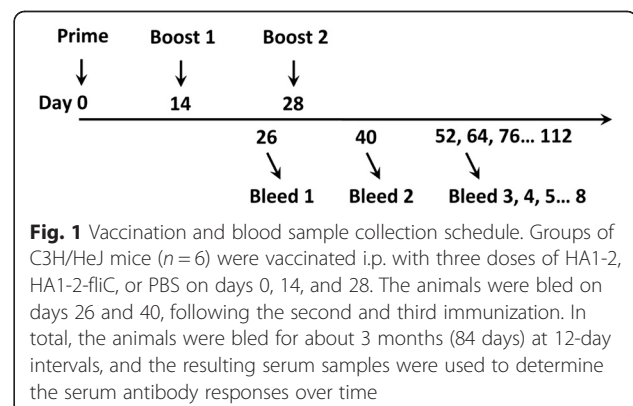 Prime Boost 1 Boost 2
Day 0 14 28
26 40 52, 64, 76... 112
Bleed 1 Bleed 2 Bleed 3, 4, 5... 8
Fig. 1 Vaccination and blood sample collection schedule. Groups of
C3H/HeJ mice (n = 6) were vaccinated i.p. with three doses of HA1-2,
HA1-2-fliC, or PBS on days 0, 14, and 28. The animals were bled on
days 26 and 40, following the second and third immunization. In
total, the animals were bled for about 3 months (84 days) at 12-day
intervals, and the resulting serum samples were used to determine
the serum antibody responses over time